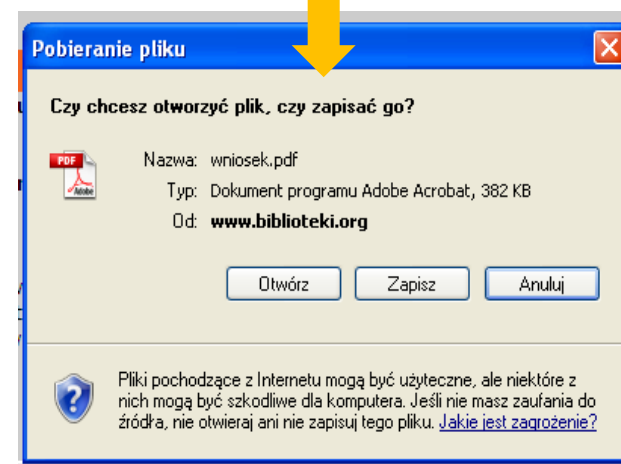 Pobieranie pliku
Czy chcesz otworzyć plik, czy zapisać go?
PDF
Adobe
Nazwa: wniosek.pdf
Typ: Dokument programu Adobe Acrobat, 382 KB
Od: www.biblioteki.org
Otwórz Zapisz Anuluj
Pliki pochodzące z Internetu mogą być użyteczne, ale niektóre z
nich mogą być szkodliwe dla komputera. Jeśli nie masz zaufania do
źródła, nie otwieraj ani nie zapisuj tego pliku. Jakie jest zagrożenie?